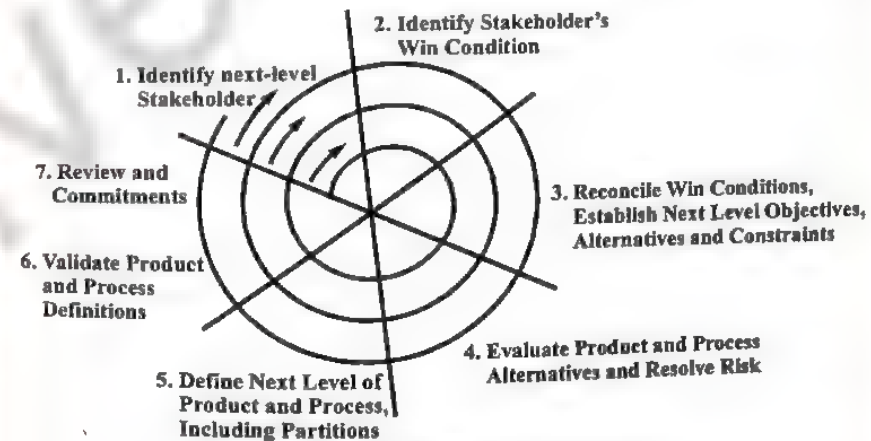 2. Identify Stakeholder's
Win Condition
1. Identify next-level
Stakeholder
7. Review and
Commitments
3. Reconcile Win Conditions,
Establish Next Level Objectives,
Alternatives and Constraints
6. Validate Product
and Process
Definitions
4. Evaluate Product and Process
Alternatives and Resolve Risk
5. Define Next Level of
Product and Process,
Including Partitions